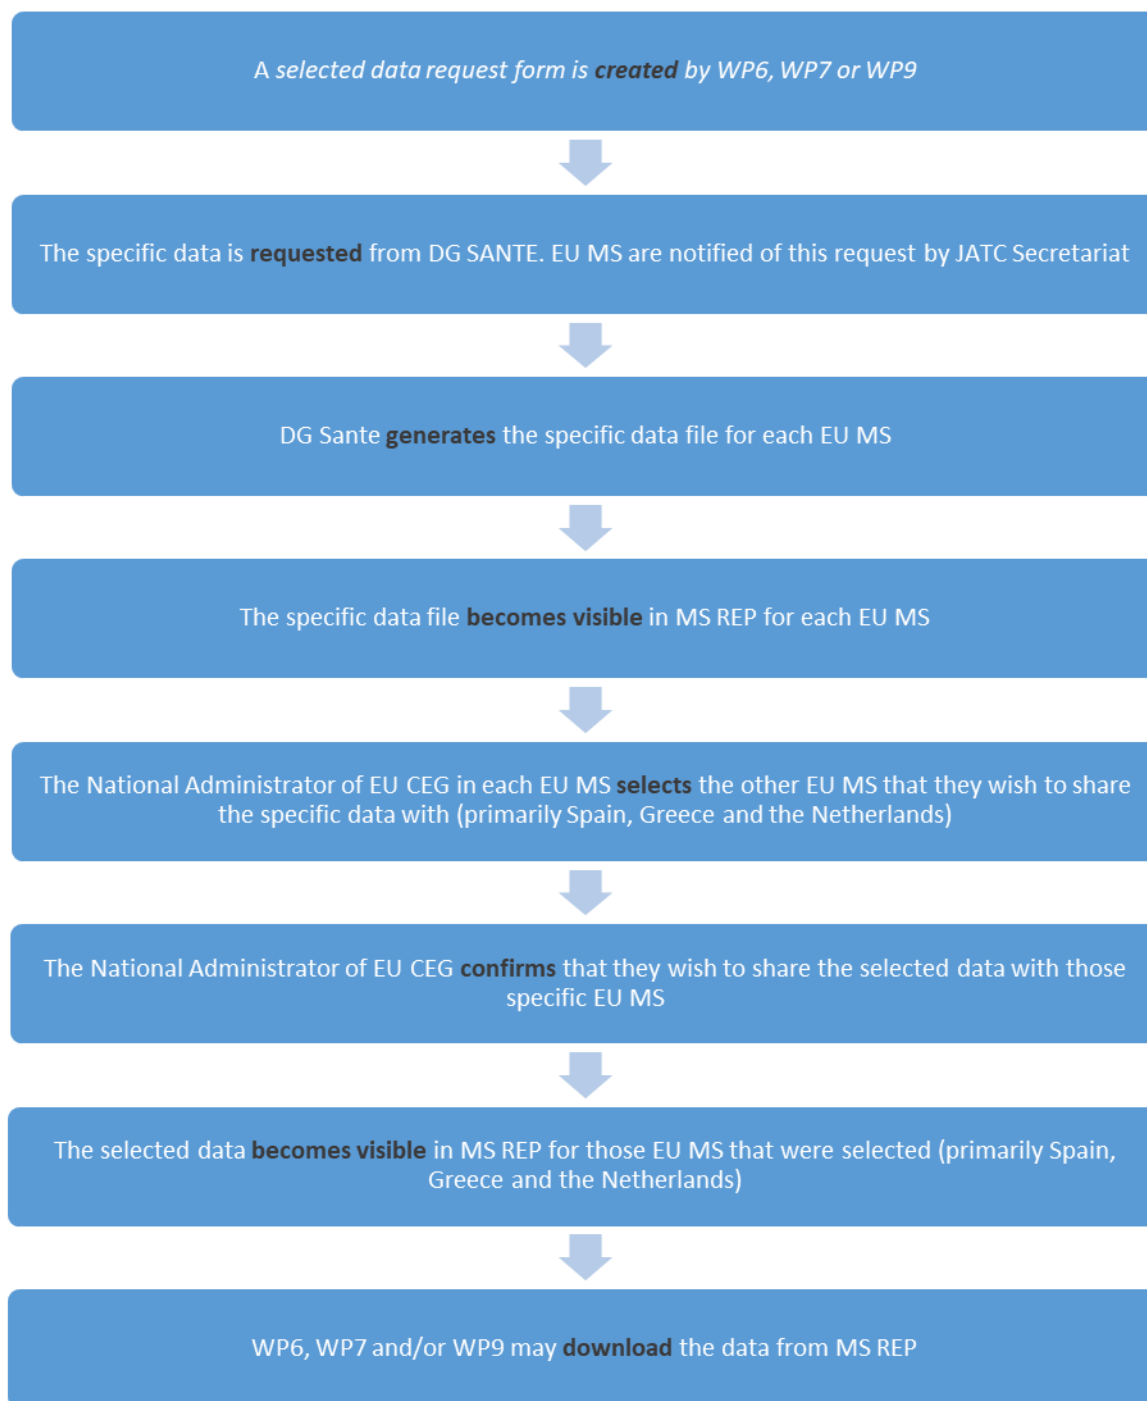 A selected data request form is created by WP6, WP7 or WP9
The specific data is requested from DG SANTE. EU MS are notified of this request by JATC Secretariat
DG Sante generates the specific data file for each EU MS
The specific data file becomes visible in MS REP for each EU MS
The National Administrator of EU CEG in each EU MS selects the other EU MS that they wish to share
the specific data with (primarily Spain, Greece and the Netherlands)
The National Administrator of EU CEG confirms that they wish to share the selected data with those
specific EU MS
The selected data becomes visible in MS REP for those EU MS that were selected (primarily Spain,
Greece and the Netherlands)
WP6, WP7 and/or WP9 may download the data from MS REP